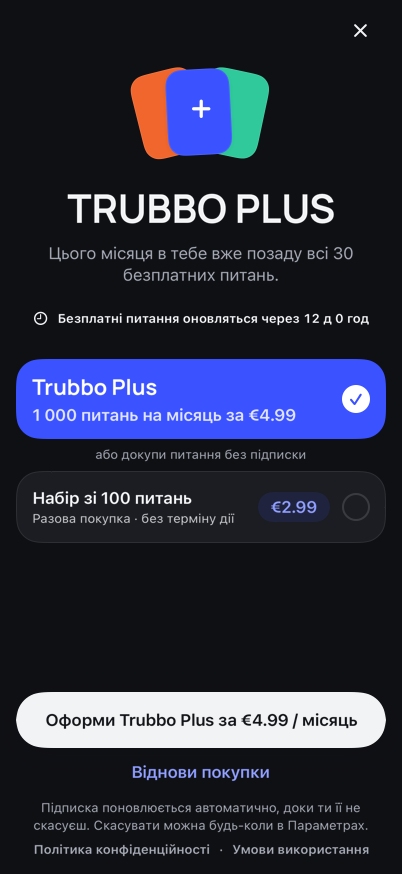 TRUBBO PLUS
Цього місяця в тебе вже позаду всі 30
безплатних питань.
Безплатні питання оновляться через 12 д 0 год
Trubbo Plus
1 000 питань на місяць за €4.99
або докупи питання без підписки
Набір зі 100 питань
Разова покупка · без терміну дії
€2.99
Оформи Trubbo Plus за €4.99 / місяць
Віднови покупки
Підписка поновлюється автоматично, доки ти її не
скасуєш. Скасувати можна будь-коли в Параметрах.
Політика конфіденційності · Умови використання